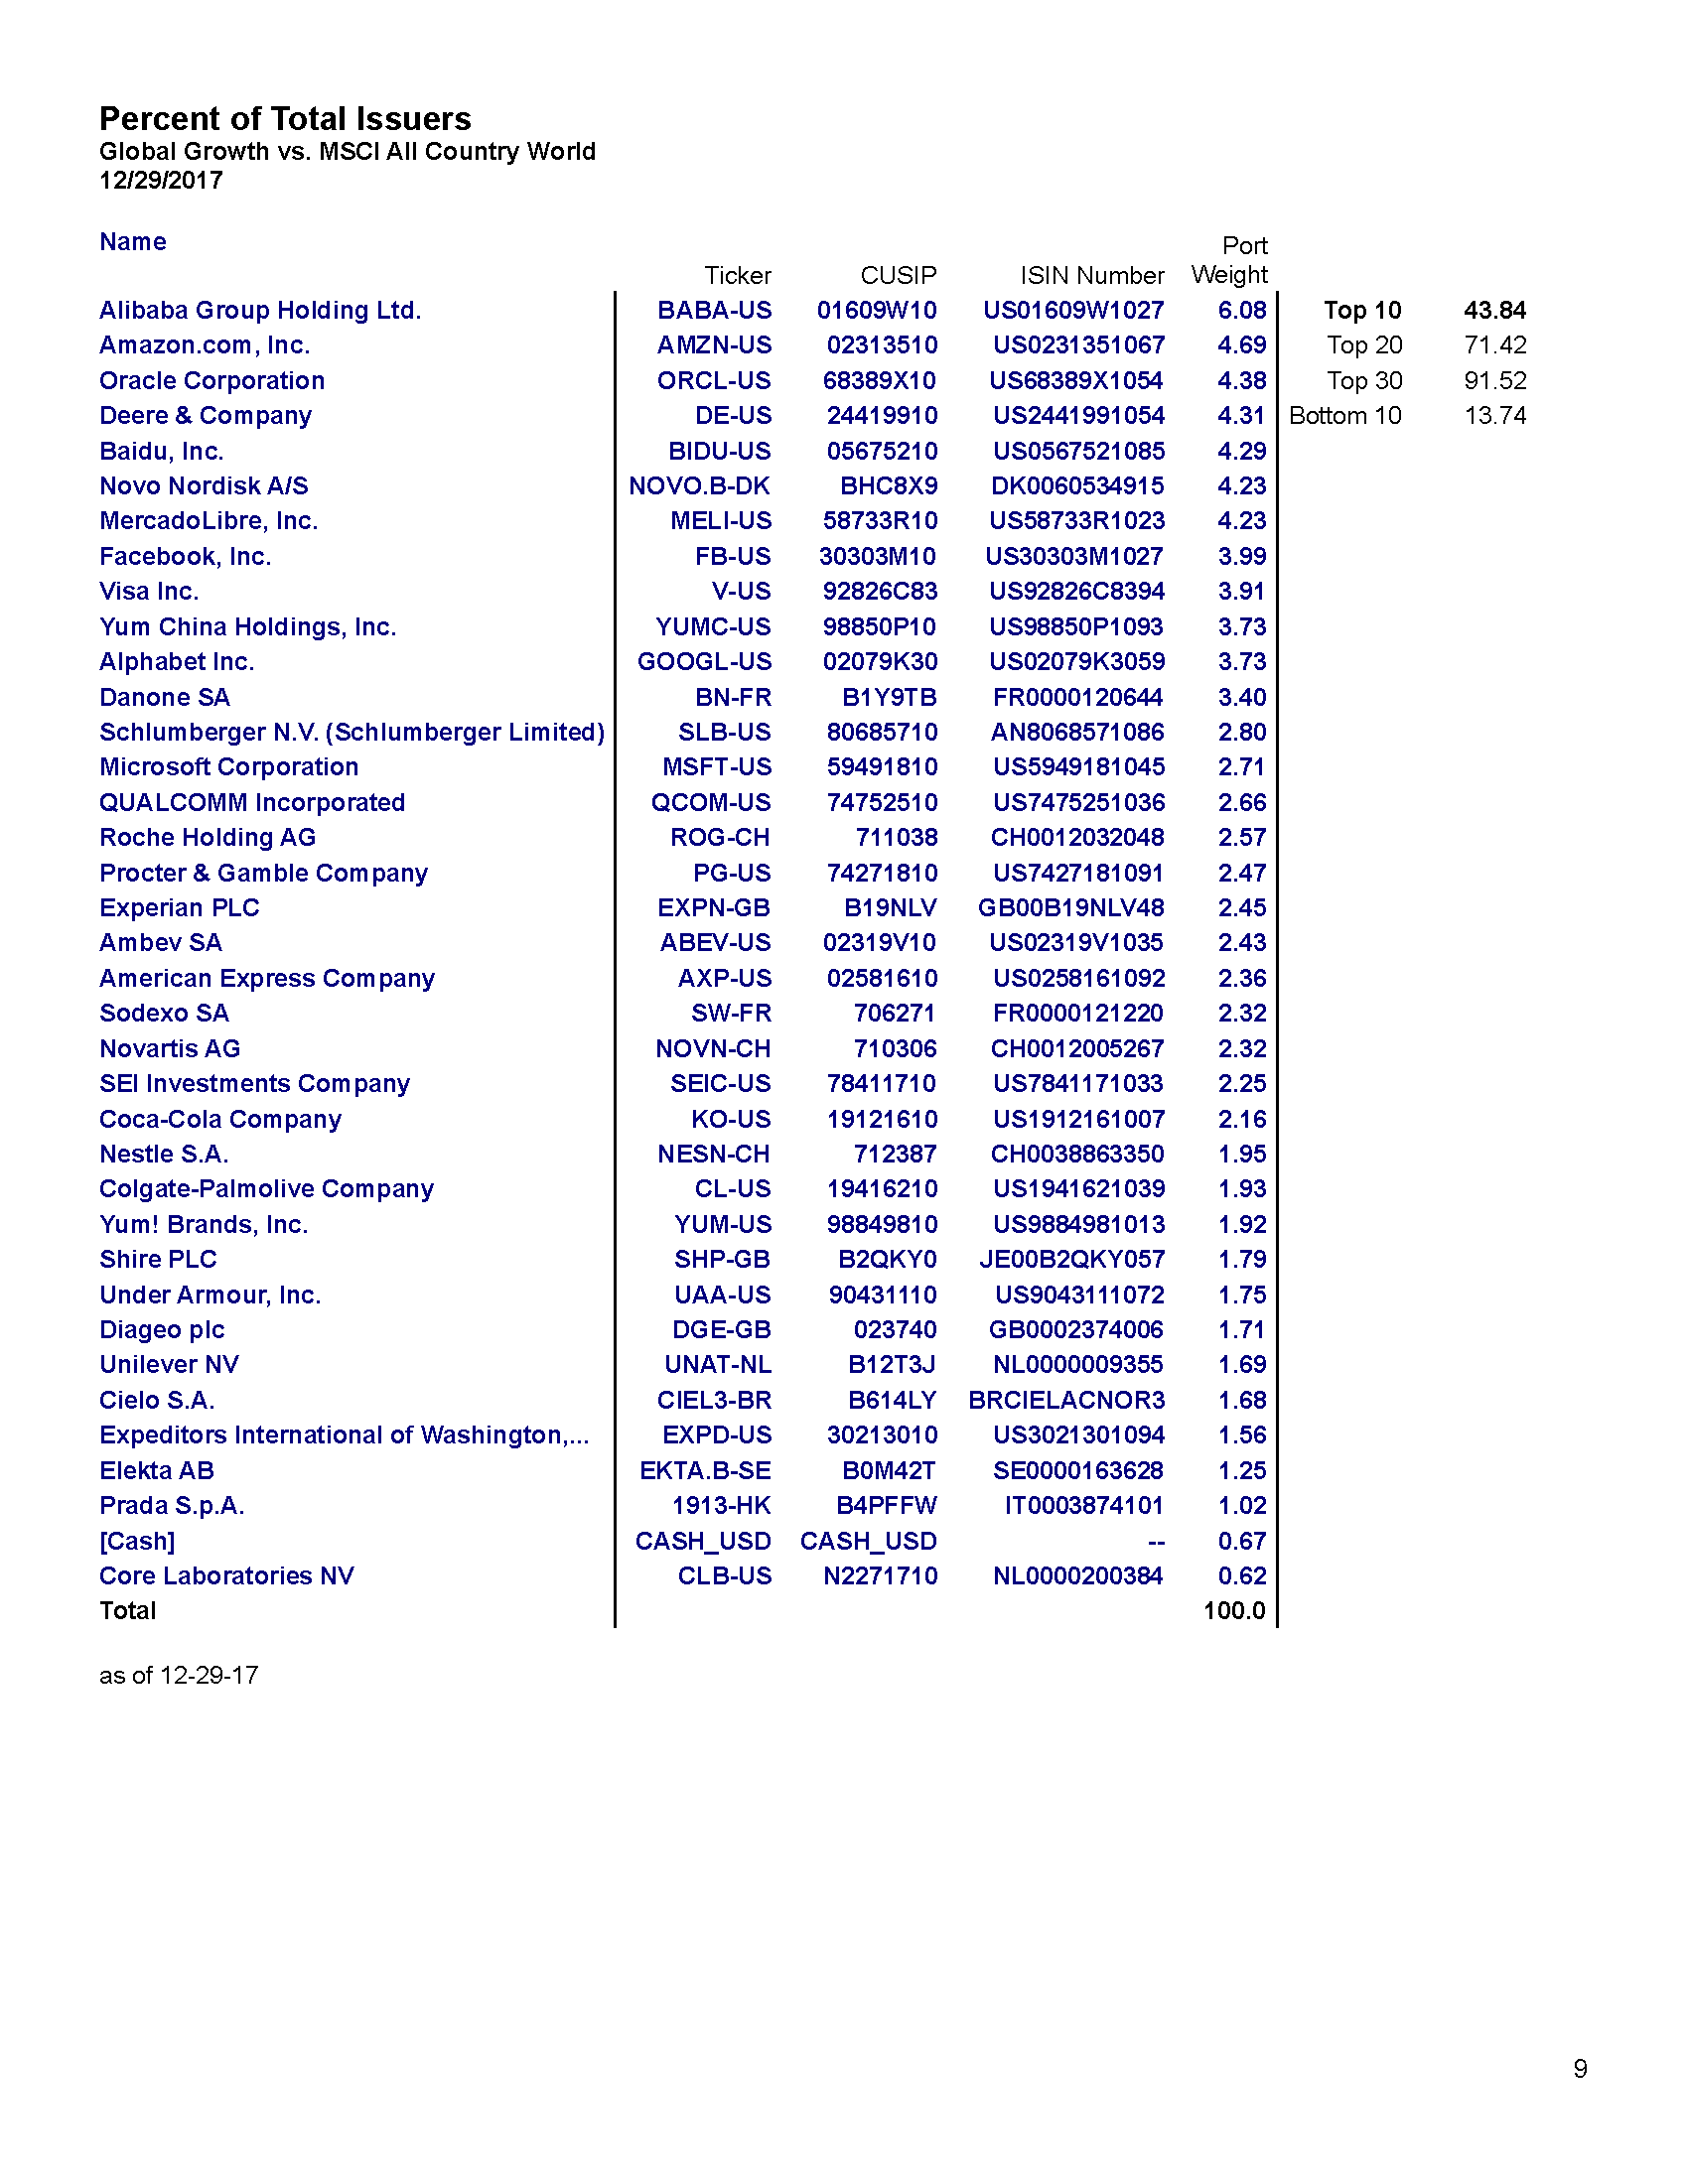 Percent of Total Issuers
Global Growth vs. MSCI All Country World
12/29/2017
Name Port
Ticker CUSIP ISIN Number Weight
Alibaba Group Holding Ltd. BABA-US 01609W10 US01609W1027 6.08 Top 10 43.84
Amazon.com, Inc. AMZN-US 02313510 US0231351067 4.69 Top 20 71.42
Oracle Corporation ORCL-US 68389X10 US68389X1054 4.38 Top 30 91.52
Deere & Company DE-US 24419910 US2441991054 4.31 Bottom 10 13.74
Baidu, Inc. BIDU-US 05675210 US0567521085 4.29
Novo Nordisk A/S NOVO.B-DK BHC8X9 DK0060534915 4.23
MercadoLibre, Inc. MELI-US 58733R10 US58733R1023 4.23
Facebook, Inc. FB-US 30303M10 US30303M1027 3.99
Visa Inc. V-US 92826C83 US92826C8394 3.91
Yum China Holdings, Inc. YUMC-US 98850P10 US98850P1093 3.73
Alphabet Inc. GOOGL-US 02079K30 US02079K3059 3.73
Danone SA BN-FR B1Y9TB FR0000120644 3.40
Schlumberger N.V. (Schlumberger Limited) SLB-US 80685710 AN8068571086 2.80
Microsoft Corporation MSFT-US 59491810 US5949181045 2.71
QUALCOMM Incorporated QCOM-US 74752510 US7475251036 2.66
Roche Holding AG ROG-CH 711038 CH0012032048 2.57
Procter & Gamble Company PG-US 74271810 US7427181091 2.47
Experian PLC EXPN-GB B19NLV GB00B19NLV48 2.45
Ambev SA ABEV-US 02319V10 US02319V1035 2.43
American Express Company AXP-US 02581610 US0258161092 2.36
Sodexo SA SW-FR 706271 FR0000121220 2.32
Novartis AG NOVN-CH 710306 CH0012005267 2.32
SEI Investments Company SEIC-US 78411710 US7841171033 2.25
Coca-Cola Company KO-US 19121610 US1912161007 2.16
Nestle S.A. NESN-CH 712387 CH0038863350 1.95
Colgate-Palmolive Company CL-US 19416210 US1941621039 1.93
Yum! Brands, Inc. YUM-US 98849810 US9884981013 1.92
Shire PLC SHP-GB B2QKY0 JE00B2QKY057 1.79
Under Armour, Inc. UAA-US 90431110 US9043111072 1.75
Diageo plc DGE-GB 023740 GB0002374006 1.71
Unilever NV UNAT-NL B12T3J NL0000009355 1.69
Cielo S.A. CIEL3-BR B614LY BRCIELACNOR3 1.68
Expeditors International of Washington,... EXPD-US 30213010 US3021301094 1.56
Elekta AB EKTA.B-SE B0M42T SE0000163628 1.25
Prada S.p.A. 1913-HK B4PFFW IT0003874101 1.02
[Cash] CASH_USD CASH_USD -- 0.67
Core Laboratories NV CLB-US N2271710 NL0000200384 0.62
Total 100.0
as of 12-29-17
9